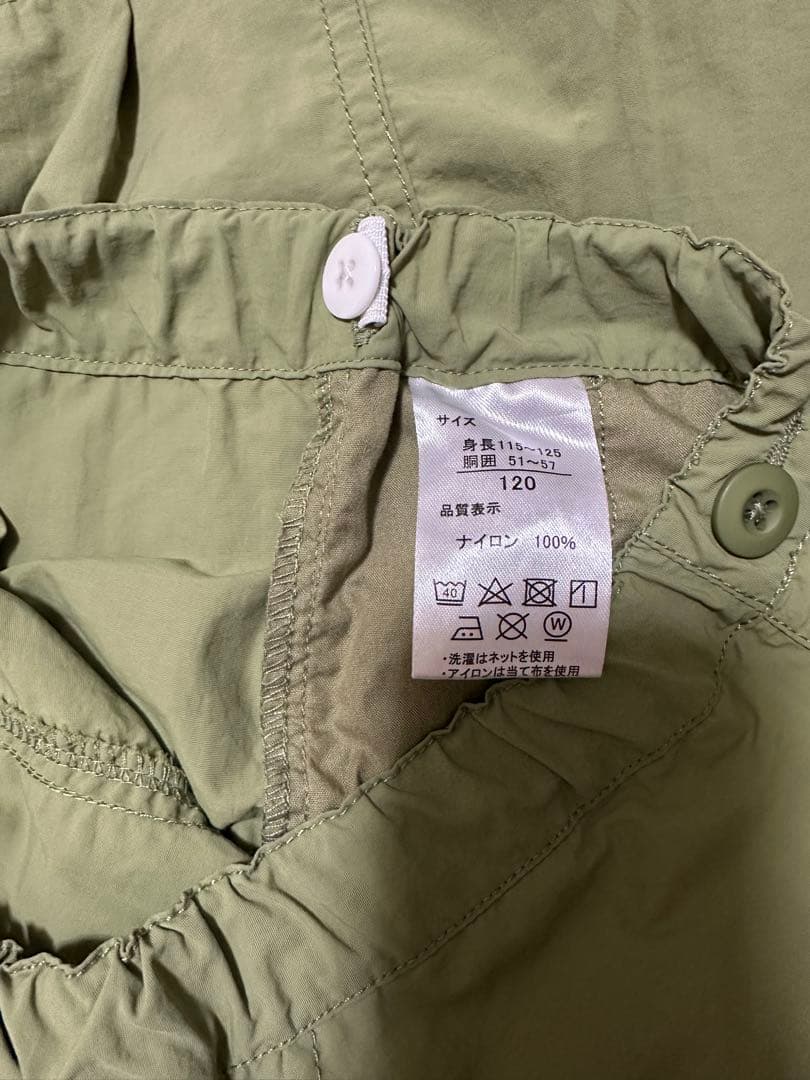 サイズ
身長115~125
胴囲 51~57
120
品質表示
ナイロン 100%
40
W
・洗濯はネットを使用
・アイロンは当て布を使用